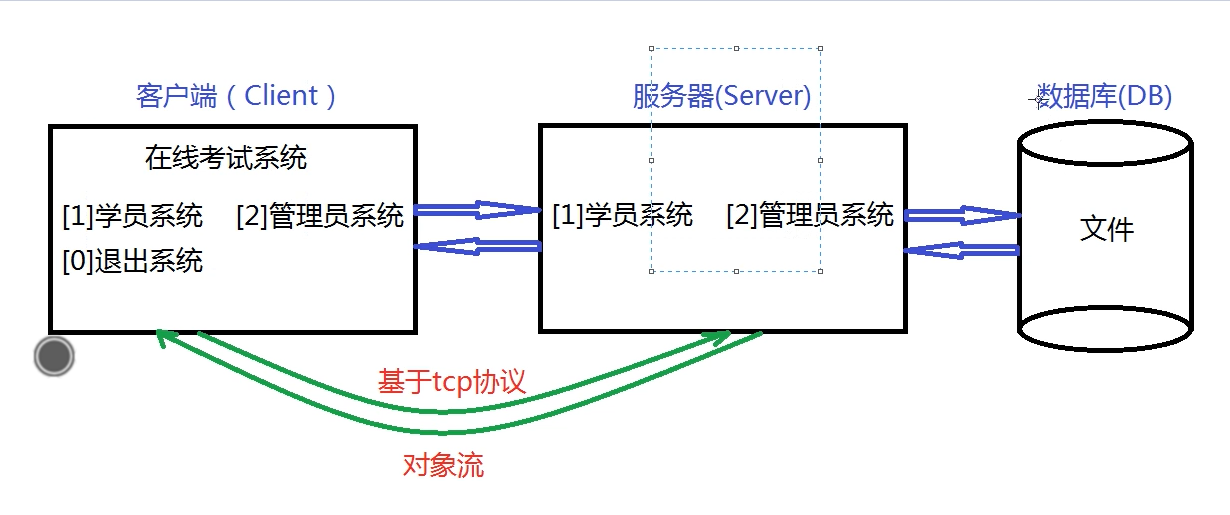 客户端（Client）
服务器(Server)
数据库(DB)
在线考试系统
[1]学员系统 [2]管理员系统
[0]退出系统
[1]学员系统 [2]管理员系统
文件
基于tcp协议
对象流